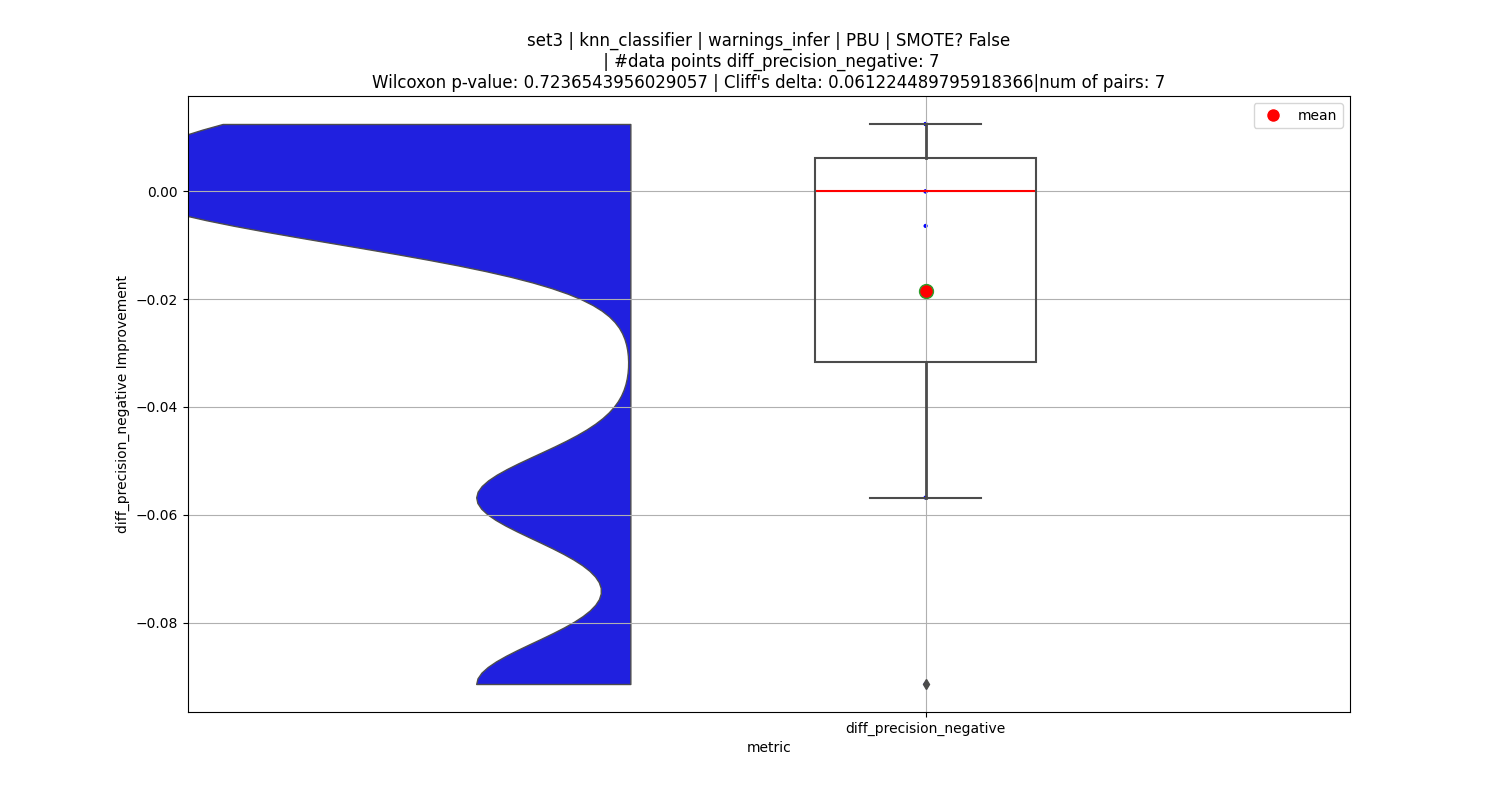 set3 | knn_classifier | warnings_infer | PBU | SMOTE? False
| #data points diff_precision_negative: 7
Wilcoxon p-value: 0.7236543956029057 | Cliff's delta: 0.061224489795918366|num of pairs: 7
mean
0.00
−0.02
−0.04
−0.06
−0.08
diff_precision_negative Improvement
diff_precision_negative
metric